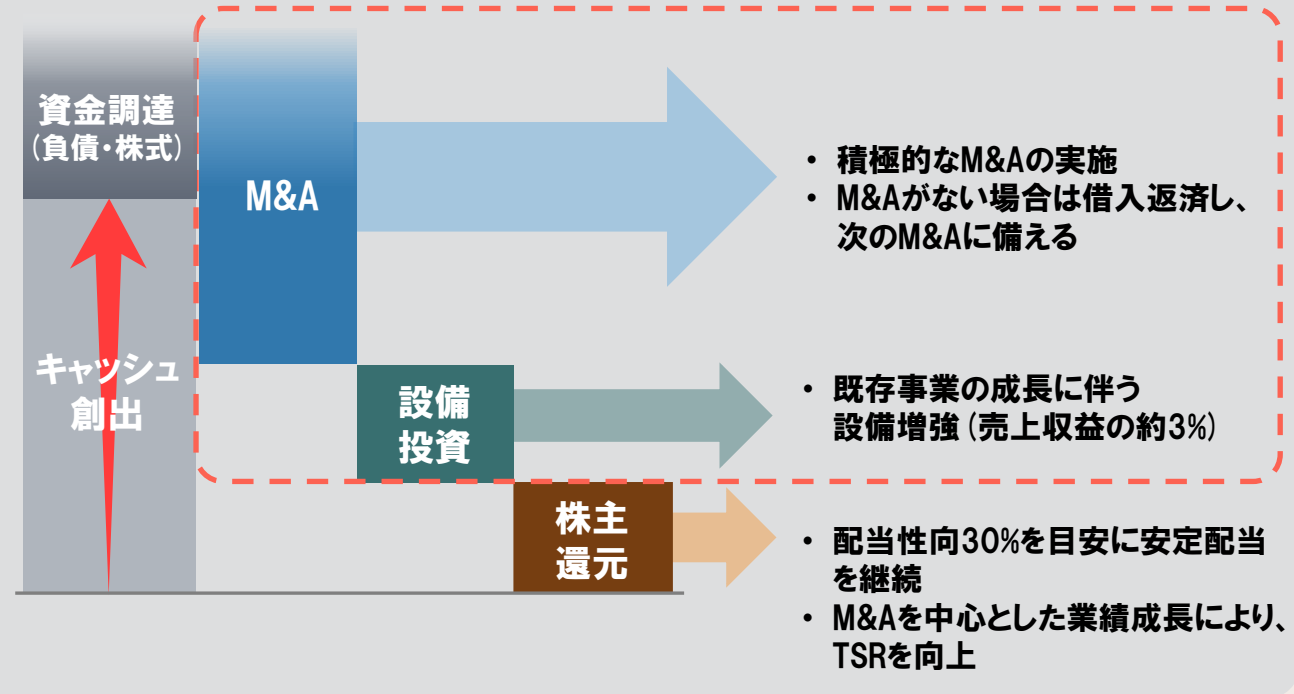 資金調達
(負債・株式)
M&A
キャッシュ
創出
・ 積極的なM&Aの実施
・ M&Aがない場合は借入返済し、
次のM&Aに備える
設備
投資
・ 既存事業の成長に伴う
設備増強(売上収益の約3%)
株主
還元
・ 配当性向30%を目安に安定配当
を継続
・ M&Aを中心とした業績成長により、
TSRを向上